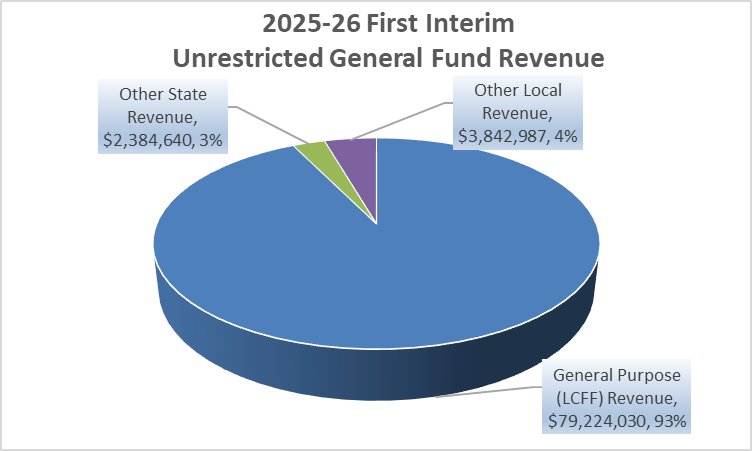 2025-26 First Interim
Unrestricted General Fund Revenue
Other State
Revenue,
$2,384,640, 3%
Other Local
Revenue,
$3,842,987, 4%
General Purpose
(LCFF) Revenue,
$79,224,030, 93%